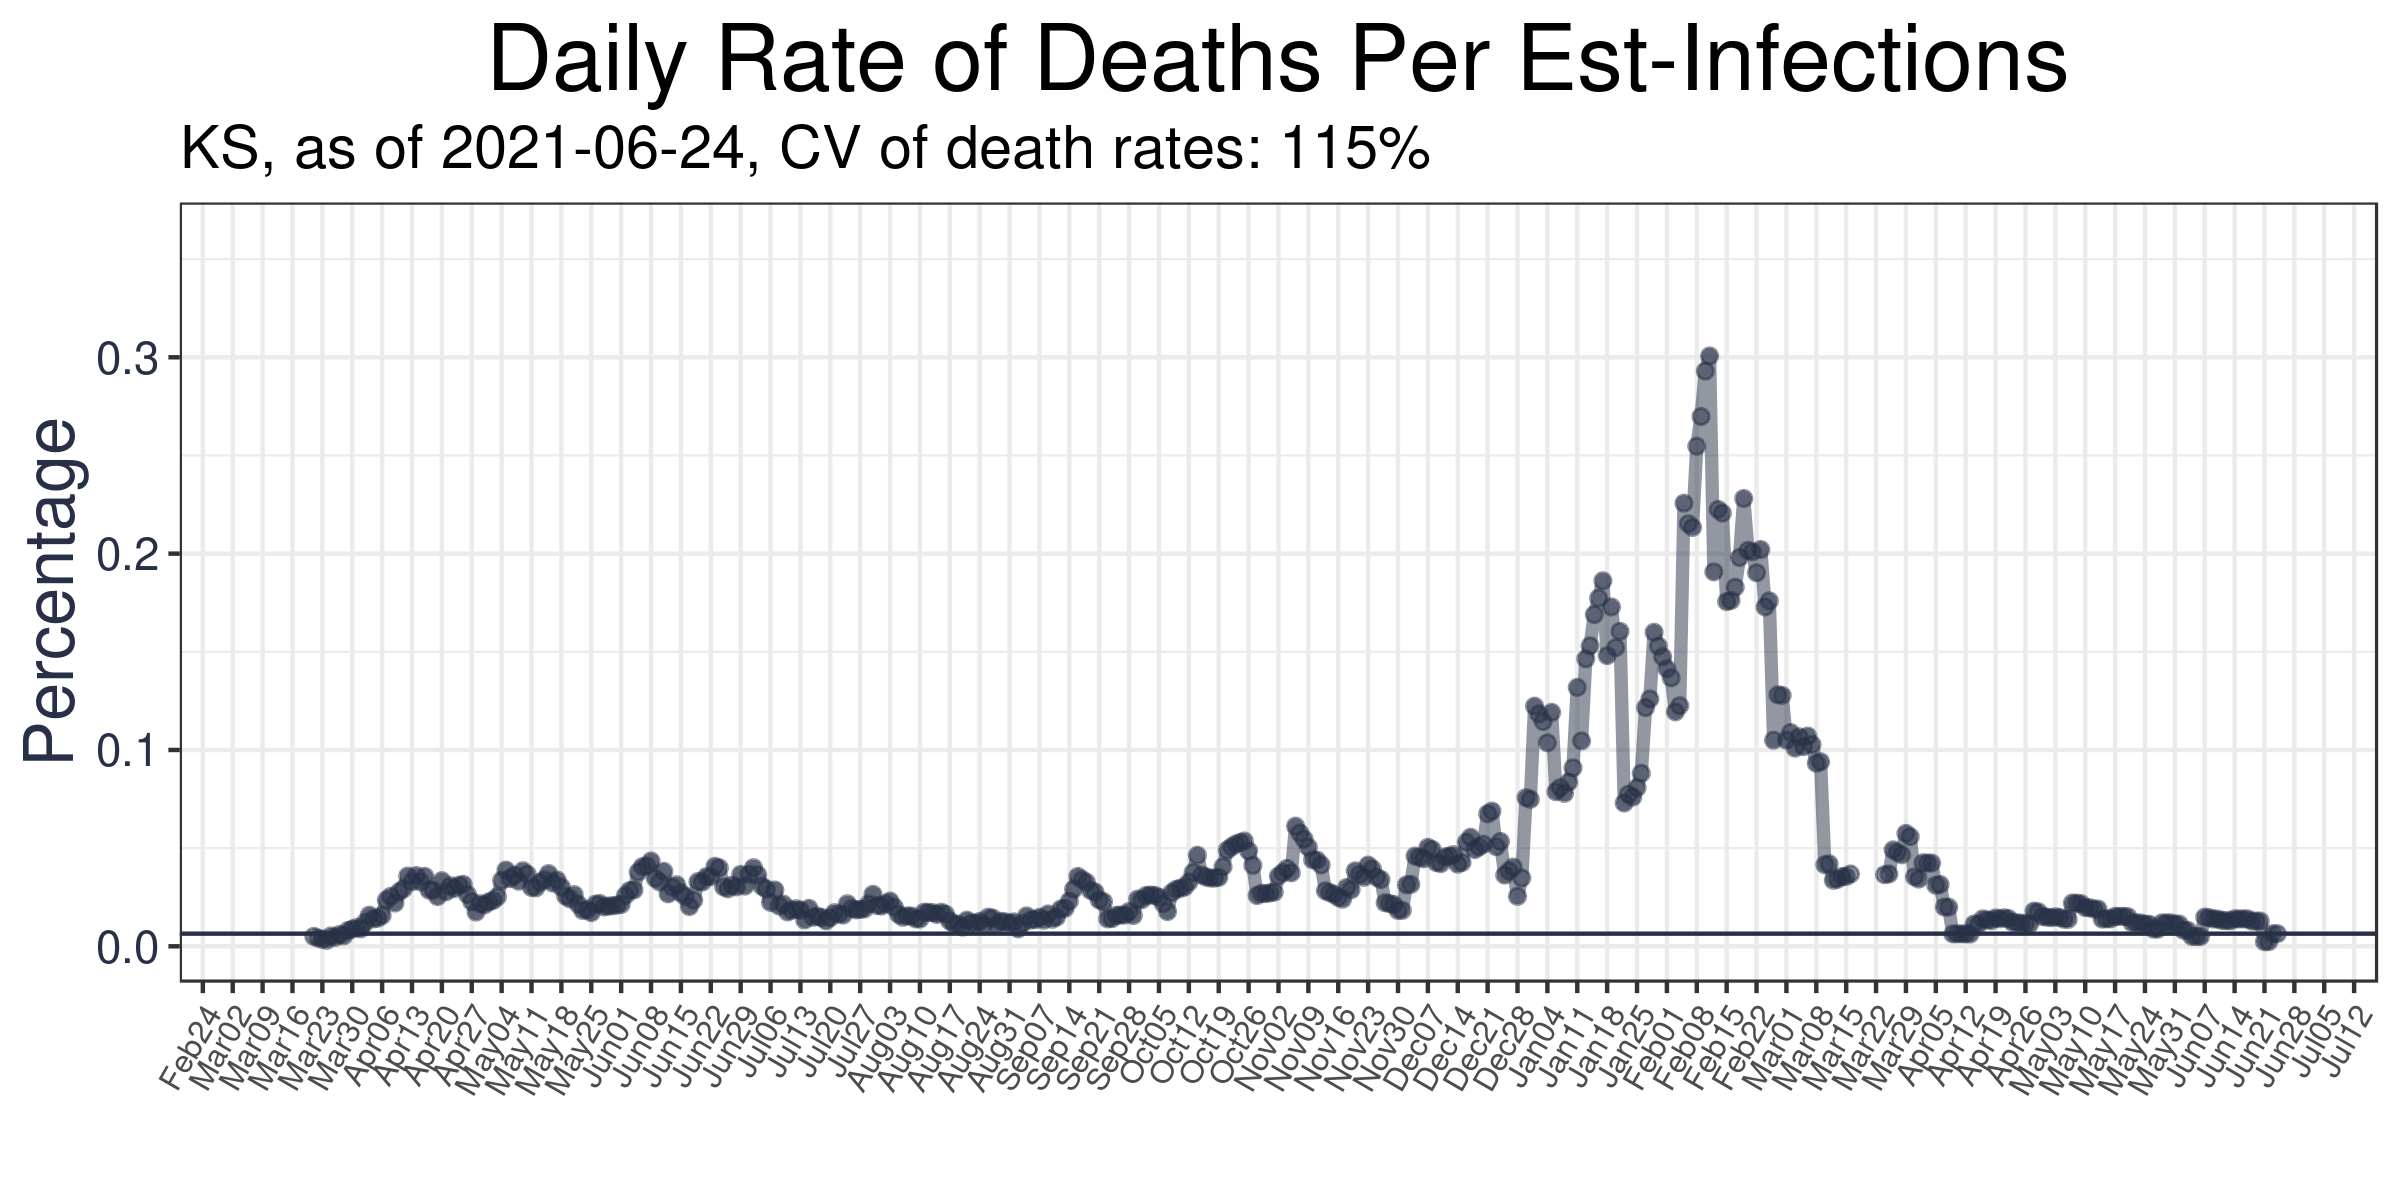 Daily Rate of Deaths Per Est-Infections
KS, as of 2021-06-24, CV of death rates: 115%
Percentage
0.3
0.2
0.1
0.0
Feb24
Mar02
Mar09
Mar16
Mar23
Mar30
Apr06
Apr13
Apr20
Apr27
May04
May11
May18
May25
Jun01
Jun08
Jun15
Jun22
Jun29
Jul06
Jul13
Jul20
Jul27
Aug03
Aug10
Aug17
Aug24
Aug31
Sep07
Sep14
Sep21
Sep28
Oct05
Oct12
Oct19
Oct26
Nov02
Nov09
Nov16
Nov23
Nov30
Dec07
Dec14
Dec21
Dec28
Jan04
Jan11
Jan18
Jan25
Feb01
Feb08
Feb15
Feb22
Mar01
Mar08
Mar15
Mar22
Mar29
Apr05
Apr12
Apr19
Apr26
May03
May10
May17
May24
May31
Jun07
Jun14
Jun21
Jun28
Jul05
Jul12